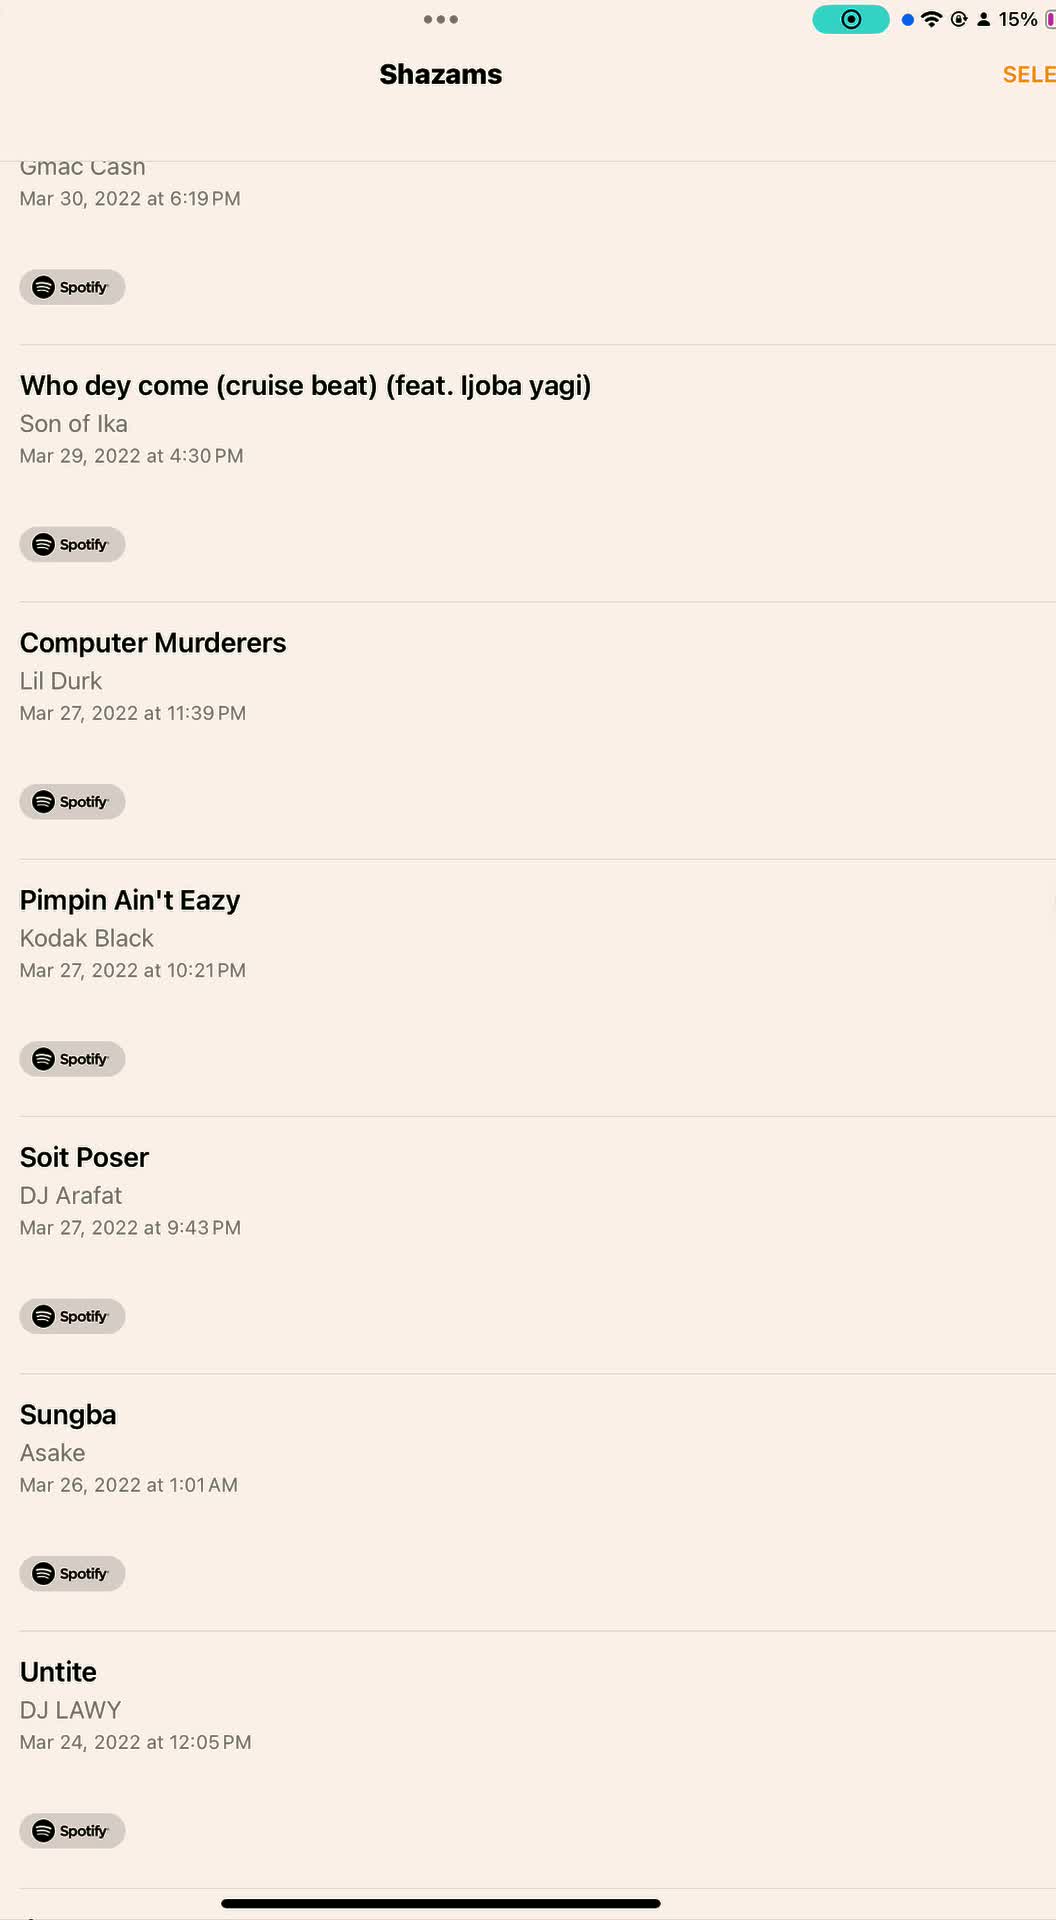 15%
Shazams
SELE
Gmac Cash
Mar 30, 2022 at 6:19 PM
Spotify
Who dey come (cruise beat) (feat. Ijoba yagi)
Son of Ika
Mar 29, 2022 at 4:30 PM
Spotify
Computer Murderers
Lil Durk
Mar 27, 2022 at 11:39 PM
Spotify
Pimpin Ain't Eazy
Kodak Black
Mar 27, 2022 at 10:21 PM
Spotify
Soit Poser
DJ Arafat
Mar 27, 2022 at 9:43 PM
Spotify
Sungba
Asake
Mar 26, 2022 at 1:01 AM
Spotify
Untite
DJ LAWY
Mar 24, 2022 at 12:05 PM
Spotify